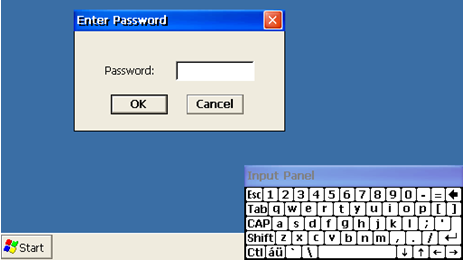 Enter Password
Password:
OK Cancel
Input Panel
Esc 1 2 3 4 5 6 7 8 9 0 - = 🡄
Tab q w e r t y u i o p [ ]
CAP a s d f g h j k l ; '
Shift z x c v b n m , . / ↵
Ctl áü ` \ ↓ ↑ ← →
Start